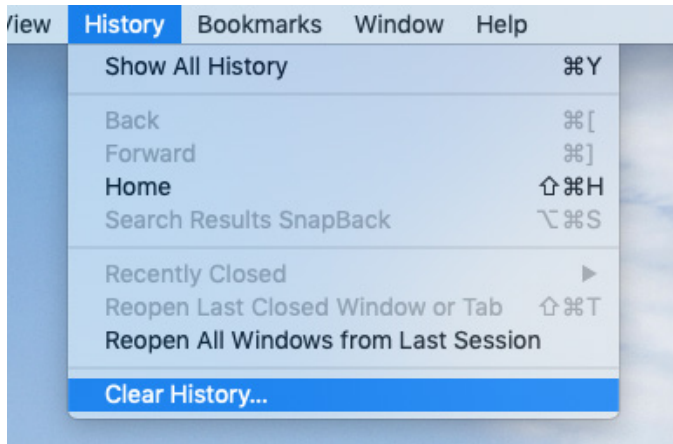 View History Bookmarks Window Help
Show All History ⌘Y
Back ⌘[
Forward ⌘]
Home ⇧⌘H
Search Results SnapBack ⌥⌘S
Recently Closed ▶
Reopen Last Closed Window or Tab ⇧⌘T
Reopen All Windows from Last Session
Clear History...